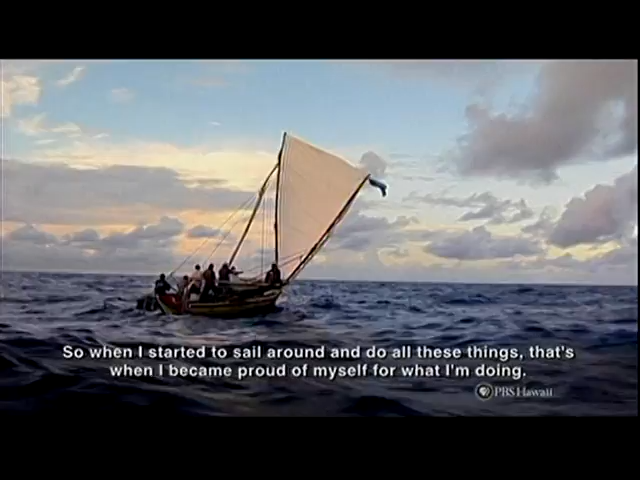 So when I started to sail around and do all these things, that's
when I became proud of myself for what I'm doing.
PBS Hawaii